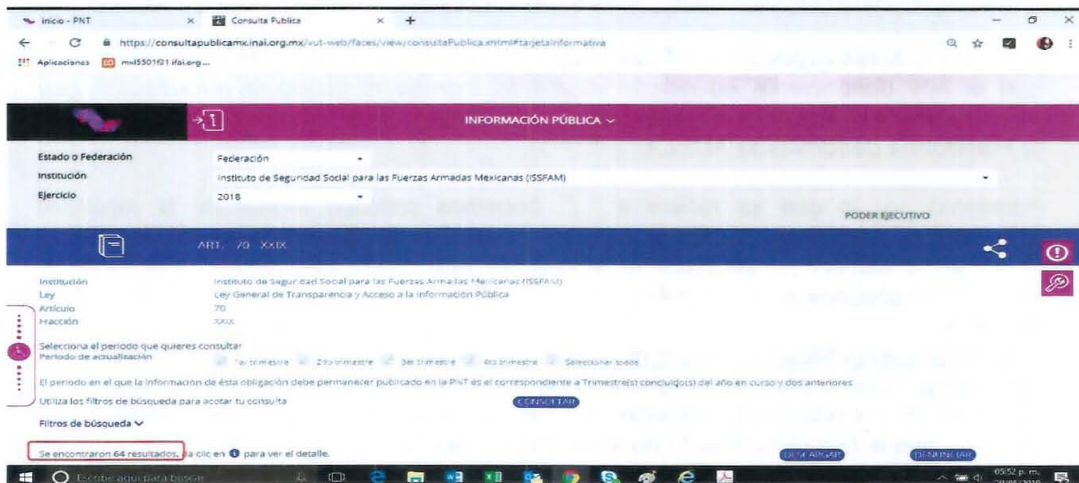 Inicio - PNT
Consulta Publica
https://consultapublicamx.inai.org.mx/vut-web/faces/view/consultaPublica.xhtml#tarjetaInformativa
Aplicaciones
INFORMACIÓN PÚBLICA
Estado o Federación
Federación
Institución
Instituto de Seguridad Social para las Fuerzas Armadas Mexicanas (ISSFAM)
Ejercicio
2018
PODER EJECUTIVO
ART. 70 XXIX
Institución
Instituto de Seguridad Social para las Fuerzas Armadas Mexicanas (ISSFAM)
Ley
Ley General de Transparencia y Acceso a la Información Pública
Artículo
70
Fracción
XXIX
Selecciona el periodo que quieres consultar
Periodo de actualización
1er trimestre
2do trimestre
3er trimestre
4to trimestre
Seleccionar todos
El periodo en el que la información de ésta obligación debe permanecer publicado en la PNT es el correspondiente a Trimestre(s) concluido(s) del año en curso y dos anteriores
Utiliza los filtros de búsqueda para acotar tu consulta
CONSULTAR
Filtros de búsqueda
Se encontraron 64 resultados, da clic en i para ver el detalle.
DESCARGAR
DENUNCIAR
Escribe aquí para buscar
05:52 p. m.